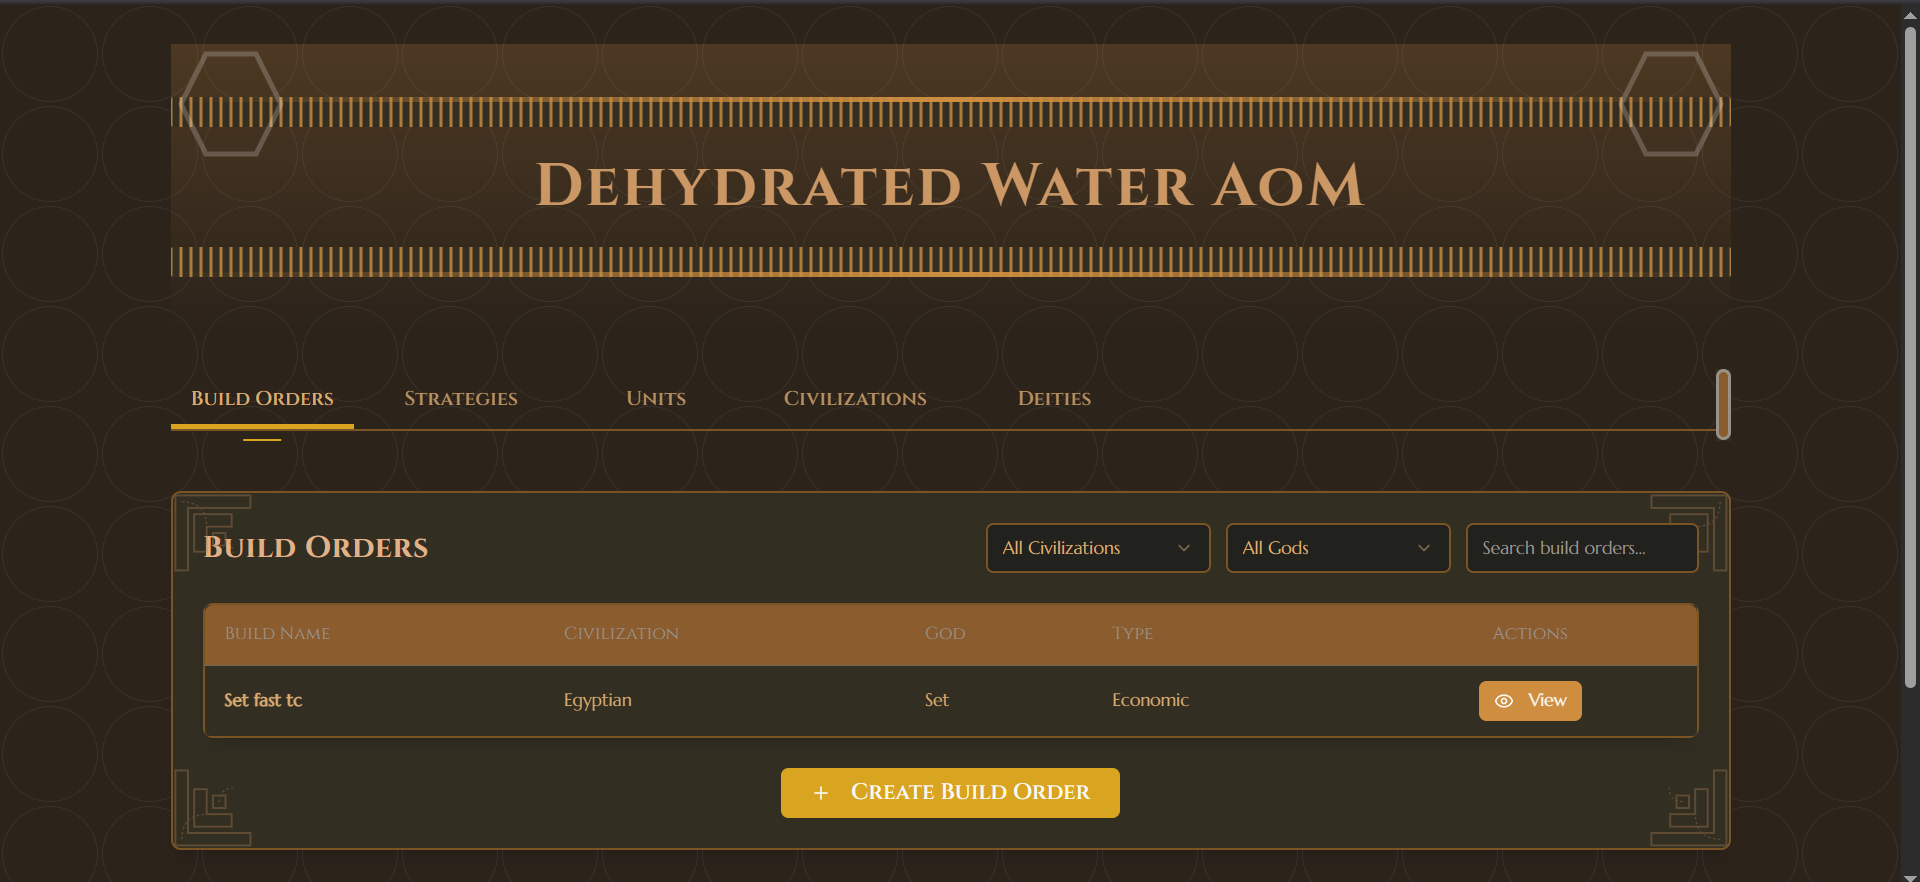 Dehydrated Water AoM
Build Orders Strategies Units Civilizations Deities
Build Orders
All Civilizations All Gods Search build orders...
Build Name Civilization God Type Actions
Set fast tc Egyptian Set Economic View
+ Create Build Order